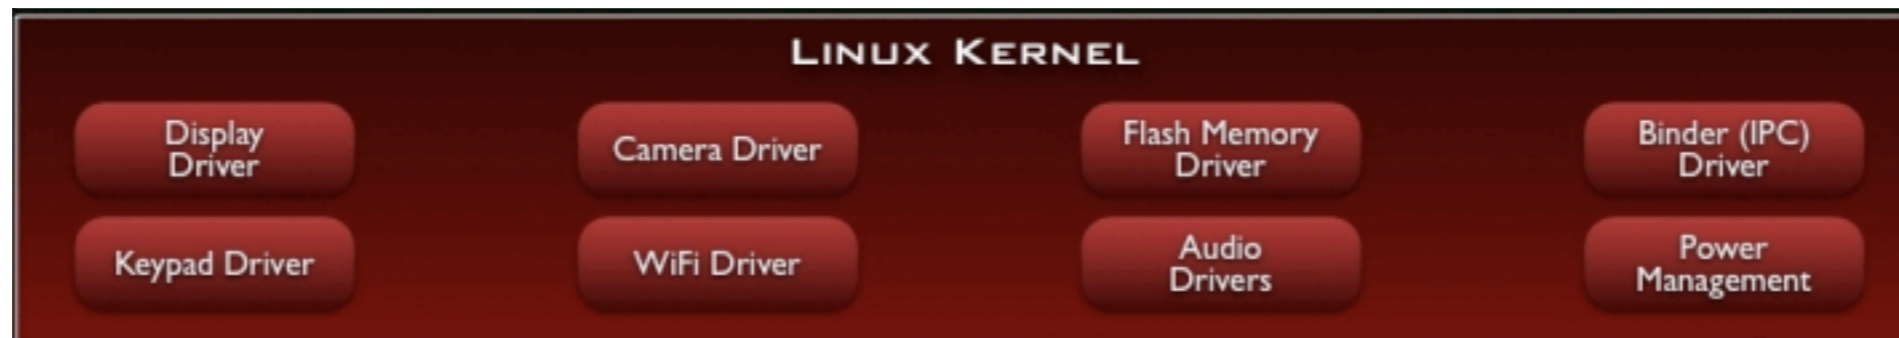 LINUX KERNEL
Display
Driver
Camera Driver
Flash Memory
Driver
Binder (IPC)
Driver
Keypad Driver
WiFi Driver
Audio
Drivers
Power
Management